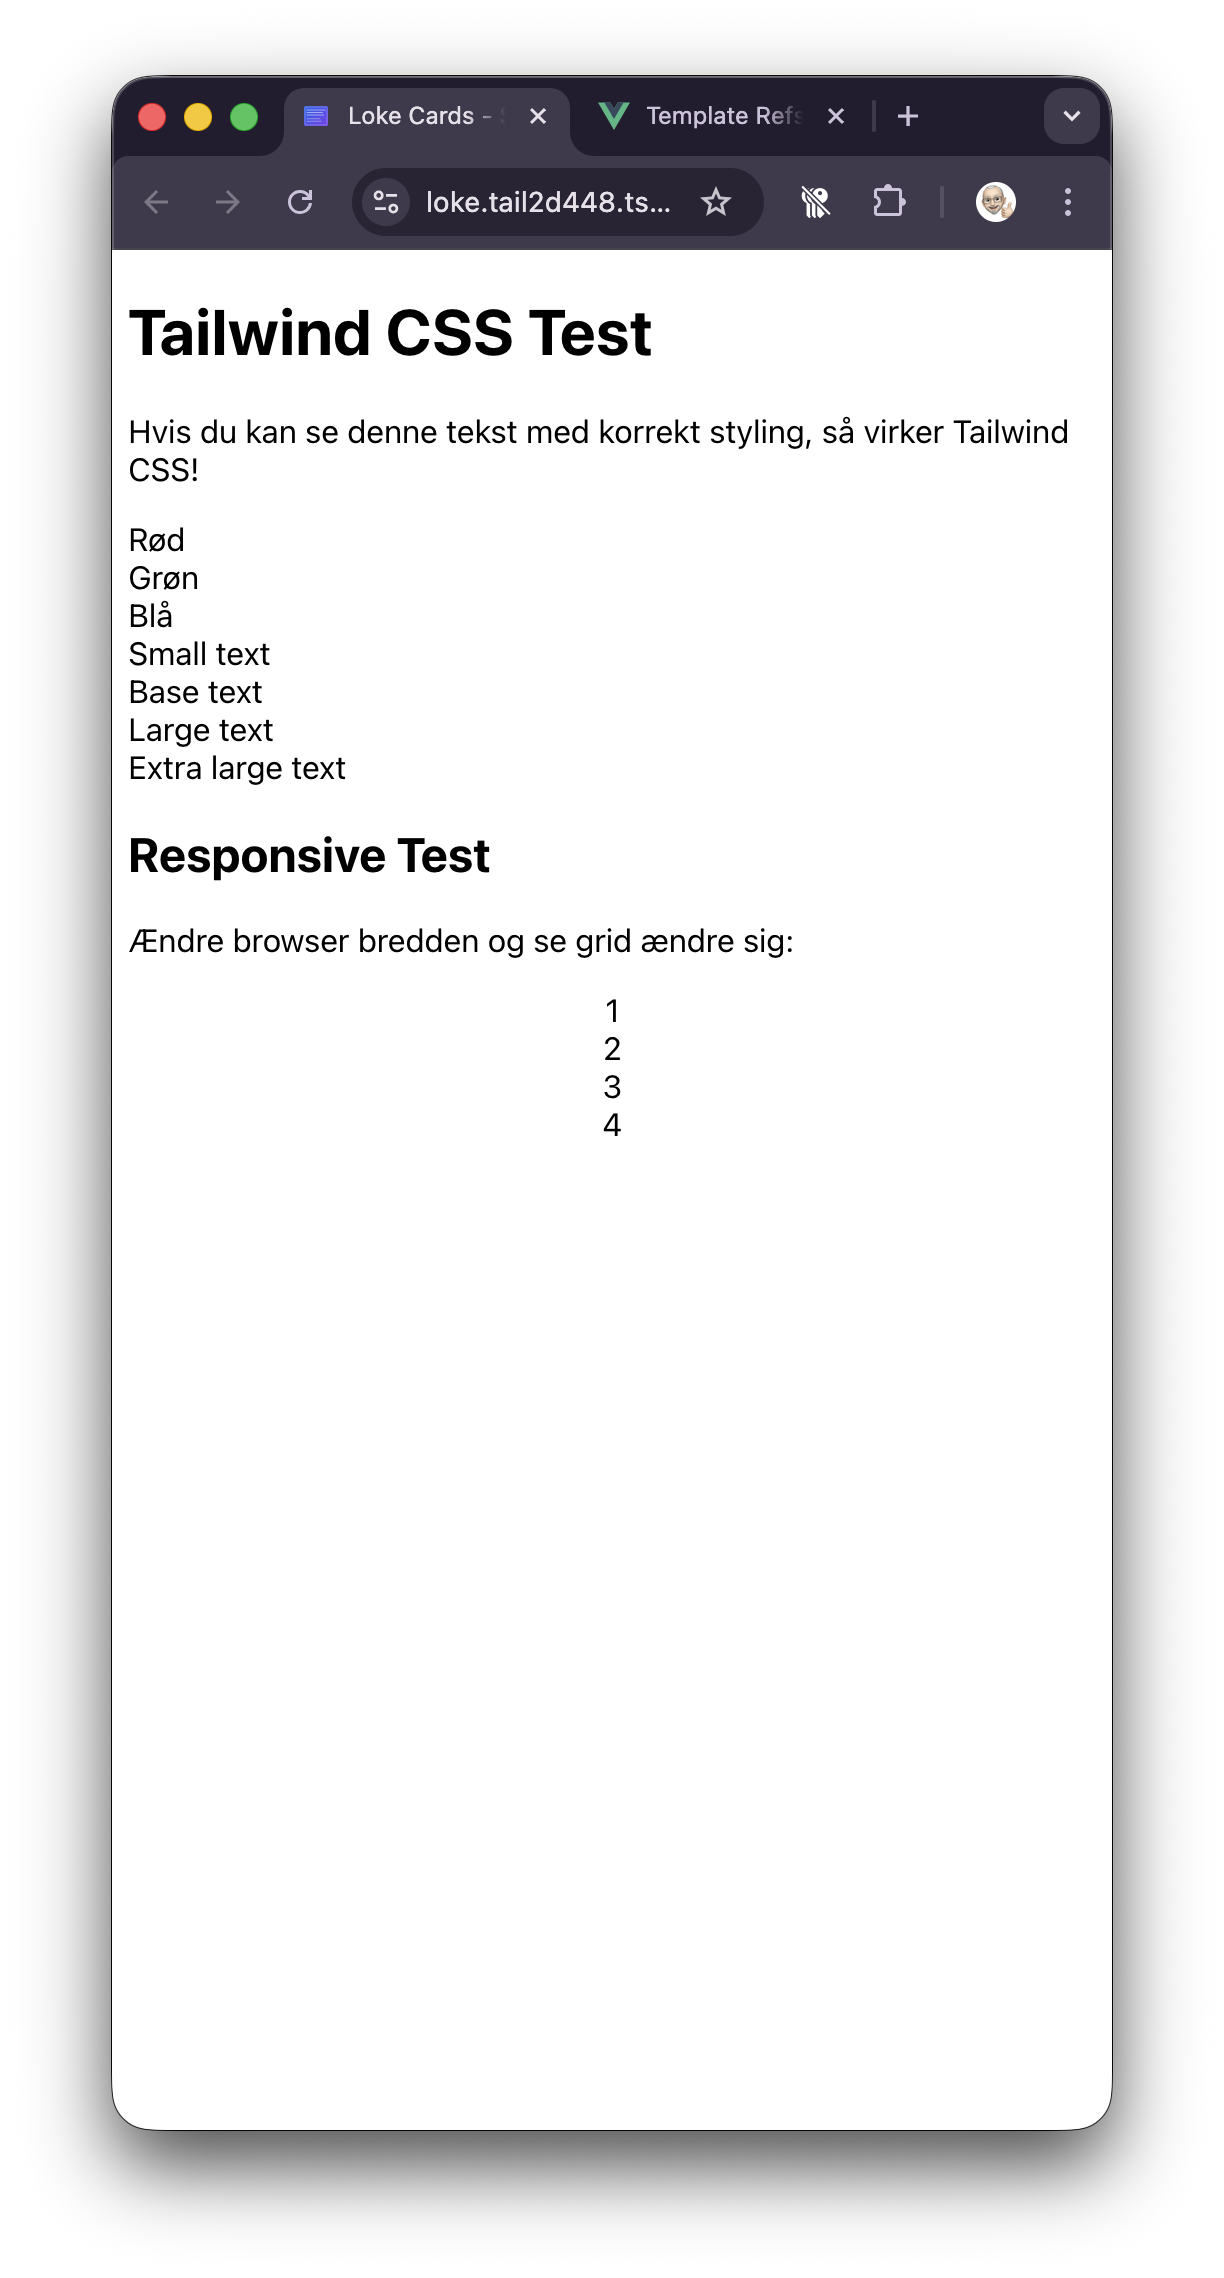 Loke Cards -
Template Refs
loke.tail2d448.ts...
Tailwind CSS Test
Hvis du kan se denne tekst med korrekt styling, så virker Tailwind
CSS!
Rød
Grøn
Blå
Small text
Base text
Large text
Extra large text
Responsive Test
Ændre browser bredden og se grid ændre sig:
1
2
3
4